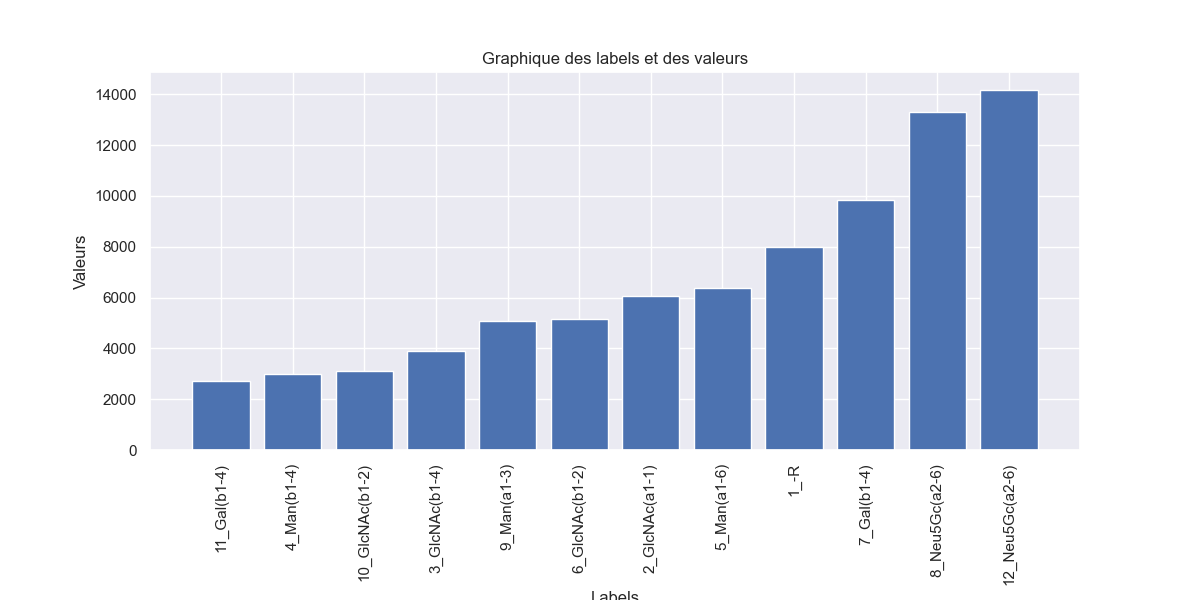 Graphique des labels et des valeurs
14000
12000
10000
8000
6000
4000
2000
0
Valeurs
11_Gal(b1-4)
4_Man(b1-4)
10_GlcNAc(b1-2)
3_GlcNAc(b1-4)
9_Man(a1-3)
6_GlcNAc(b1-2)
2_GlcNAc(a1-1)
5_Man(a1-6)
1_-R
7_Gal(b1-4)
8_Neu5Gc(a2-6)
12_Neu5Gc(a2-6)
Labels